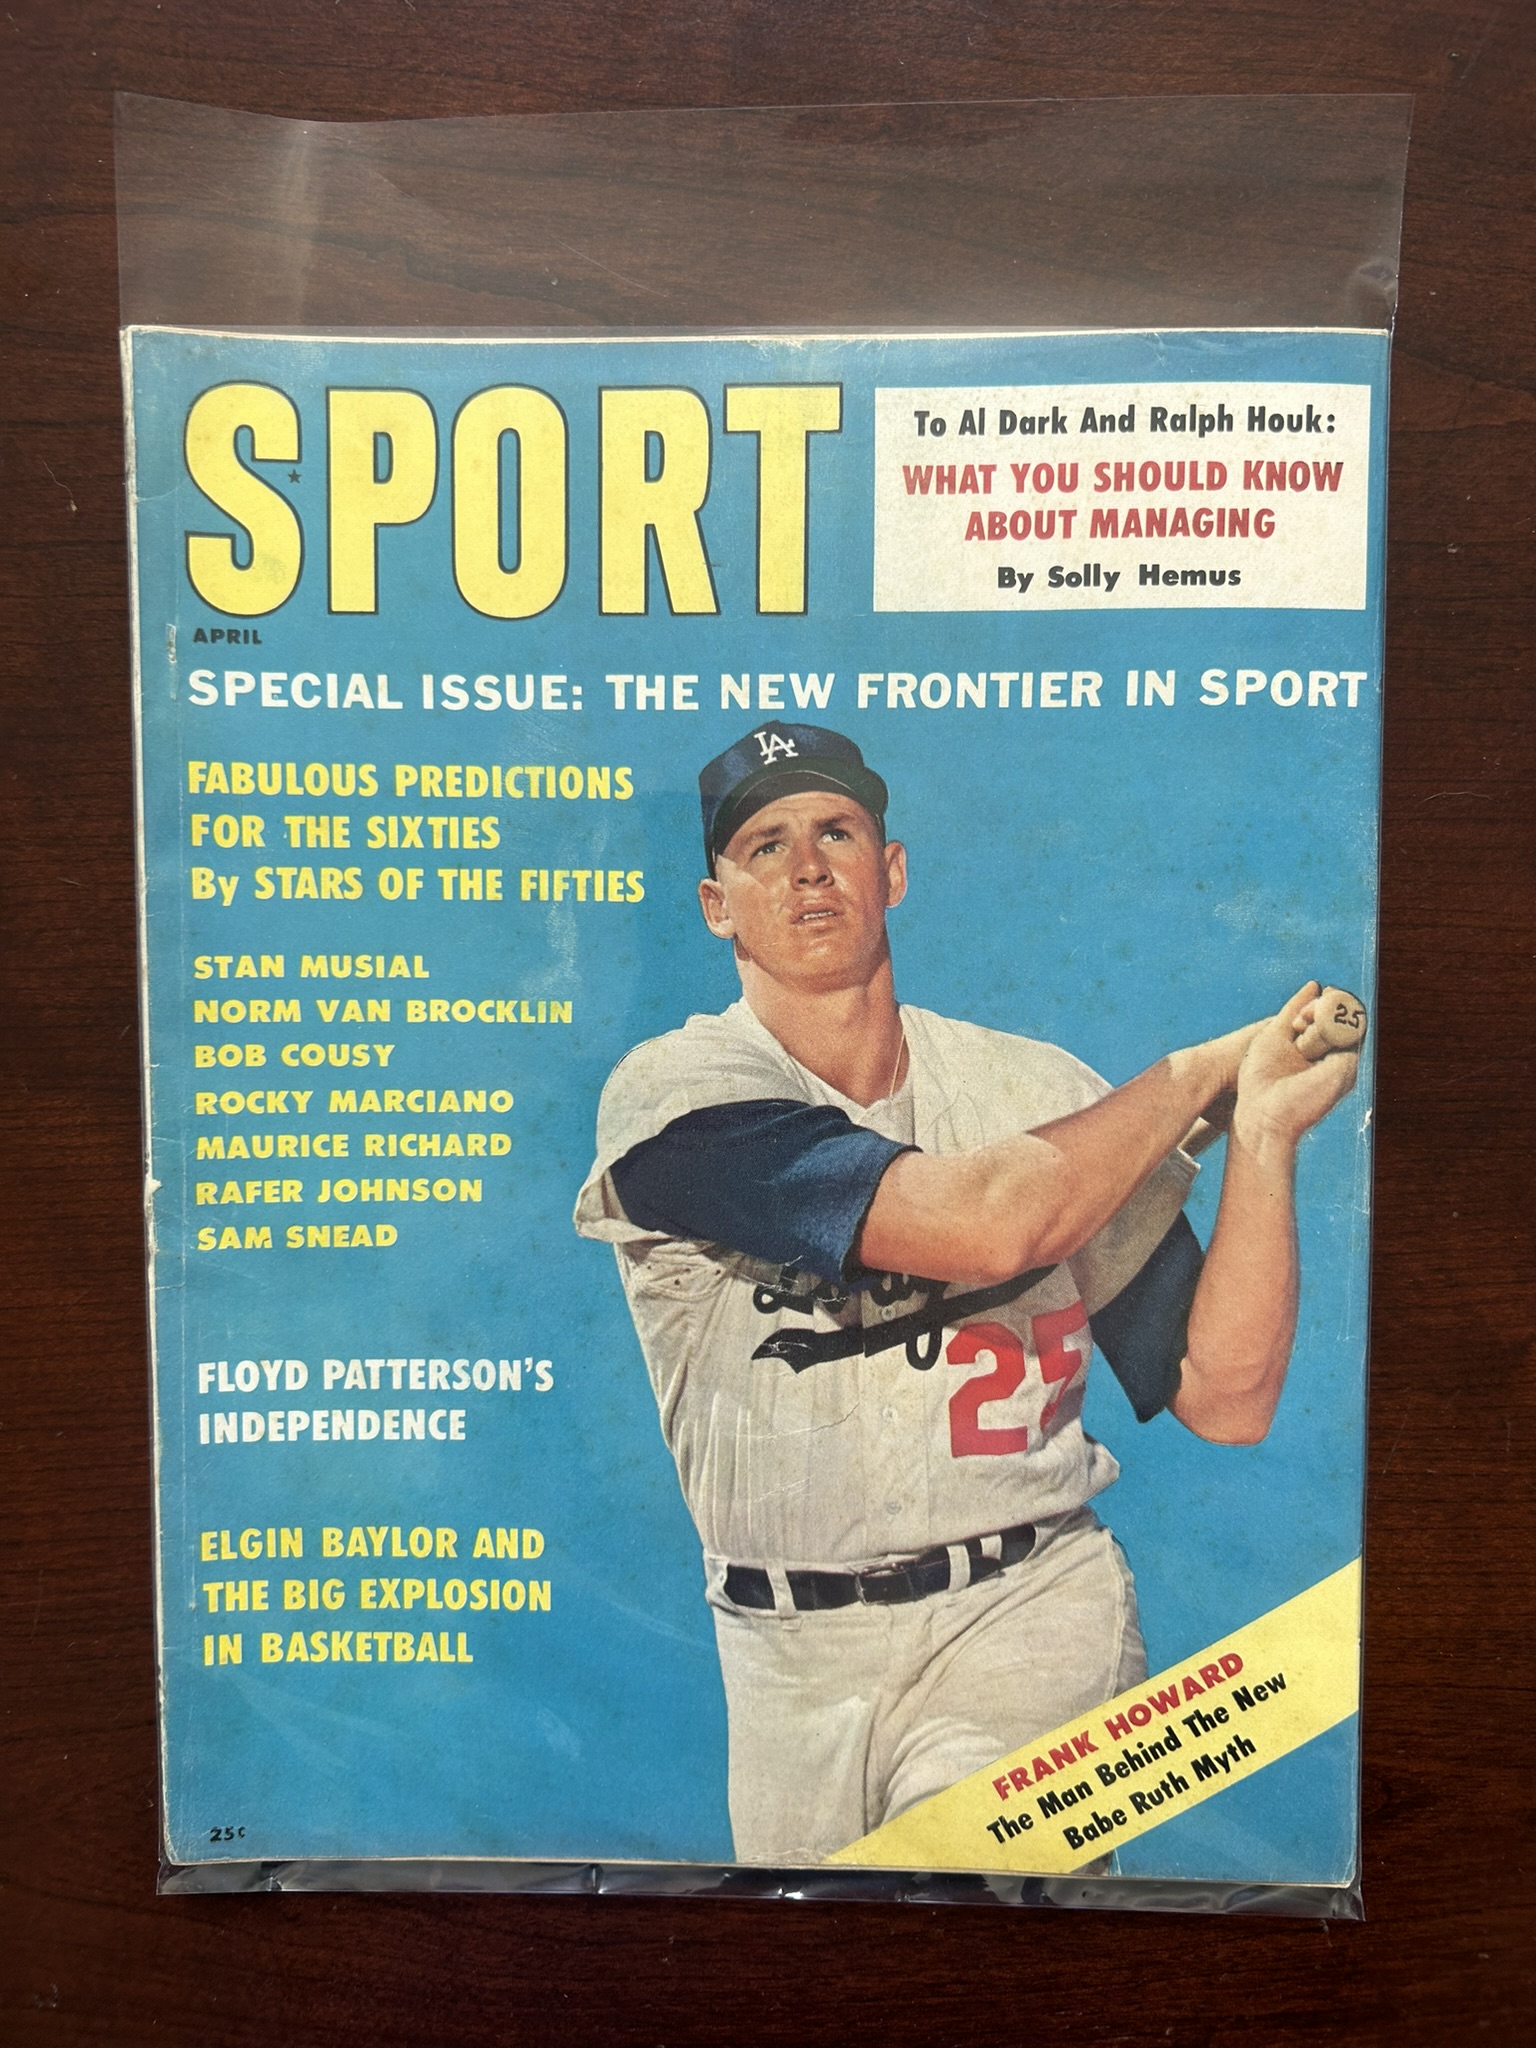 SPORT
APRIL
To Al Dark And Ralph Houk:
WHAT YOU SHOULD KNOW
ABOUT MANAGING
By Solly Hemus
SPECIAL ISSUE: THE NEW FRONTIER IN SPORT
FABULOUS PREDICTIONS
FOR THE SIXTIES
By STARS OF THE FIFTIES
STAN MUSIAL
NORM VAN BROCKLIN
BOB COUSY
ROCKY MARCIANO
MAURICE RICHARD
RAFER JOHNSON
SAM SNEAD
FLOYD PATTERSON'S
INDEPENDENCE
ELGIN BAYLOR AND
THE BIG EXPLOSION
IN BASKETBALL
25¢
LA
25
25
FRANK HOWARD
The Man Behind The New
Babe Ruth Myth